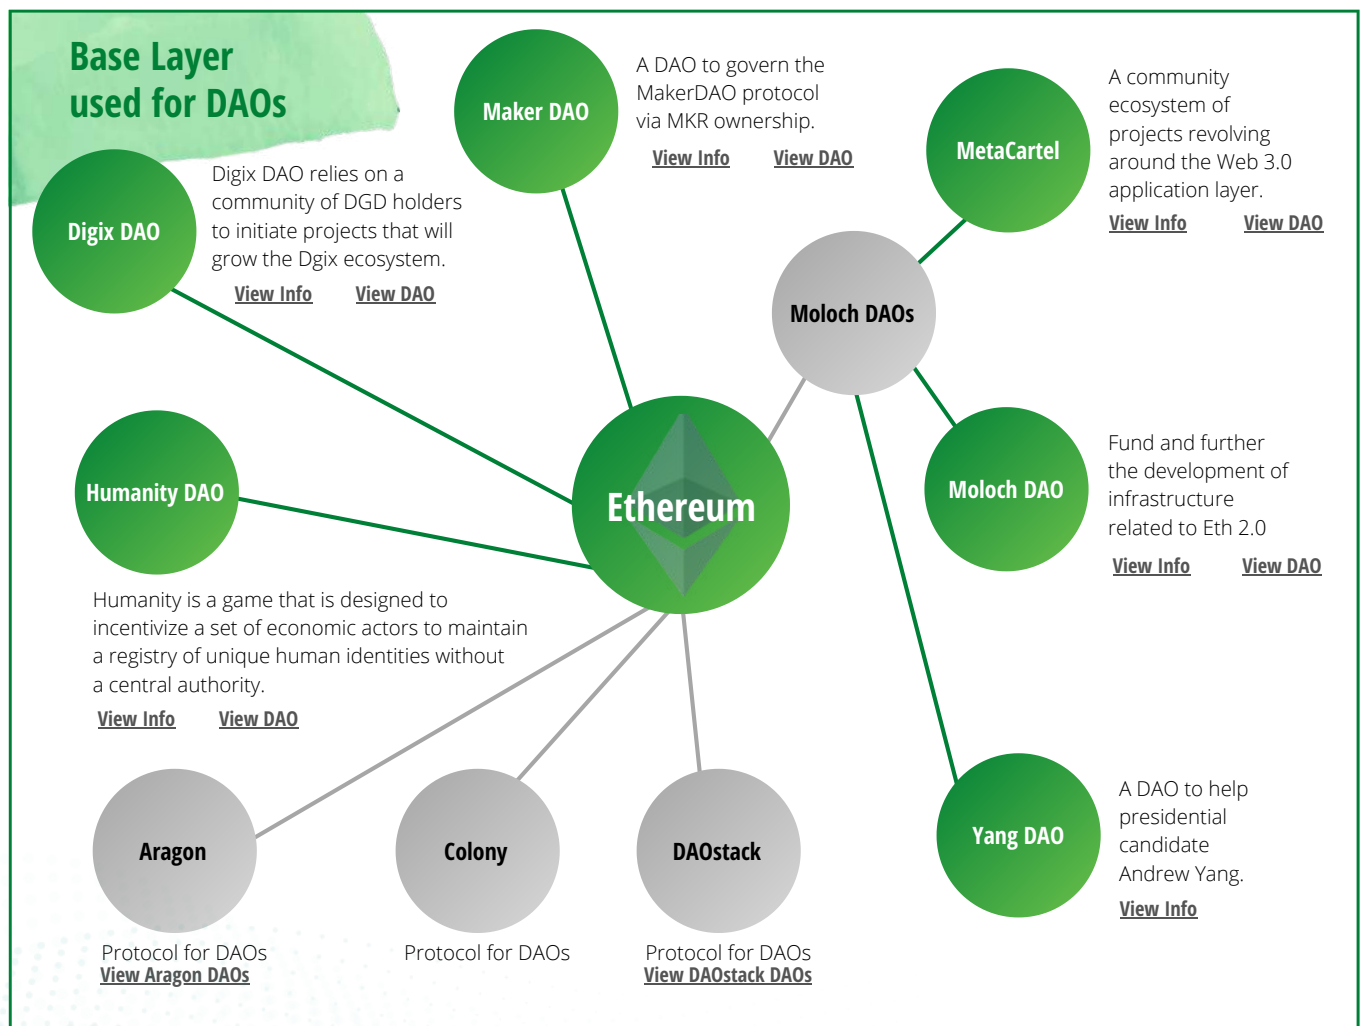 Base Layer
used for DAOs
Maker DAO
A DAO to govern the
MakerDAO protocol
via MKR ownership.
View Info View DAO
MetaCartel
A community
ecosystem of
projects revolving
around the Web 3.0
application layer.
View Info View DAO
Digix DAO
Digix DAO relies on a
community of DGD holders
to initiate projects that will
grow the Dgix ecosystem.
View Info View DAO
Moloch DAOs
Humanity DAO
Ethereum
Moloch DAO
Fund and further
the development of
infrastructure
related to Eth 2.0
View Info View DAO
Humanity is a game that is designed to
incentivize a set of economic actors to maintain
a registry of unique human identities without
a central authority.
View Info View DAO
Yang DAO
A DAO to help
presidential
candidate
Andrew Yang.
View Info
Aragon
Protocol for DAOs
View Aragon DAOs
Colony
Protocol for DAOs
DAOstack
Protocol for DAOs
View DAOstack DAOs